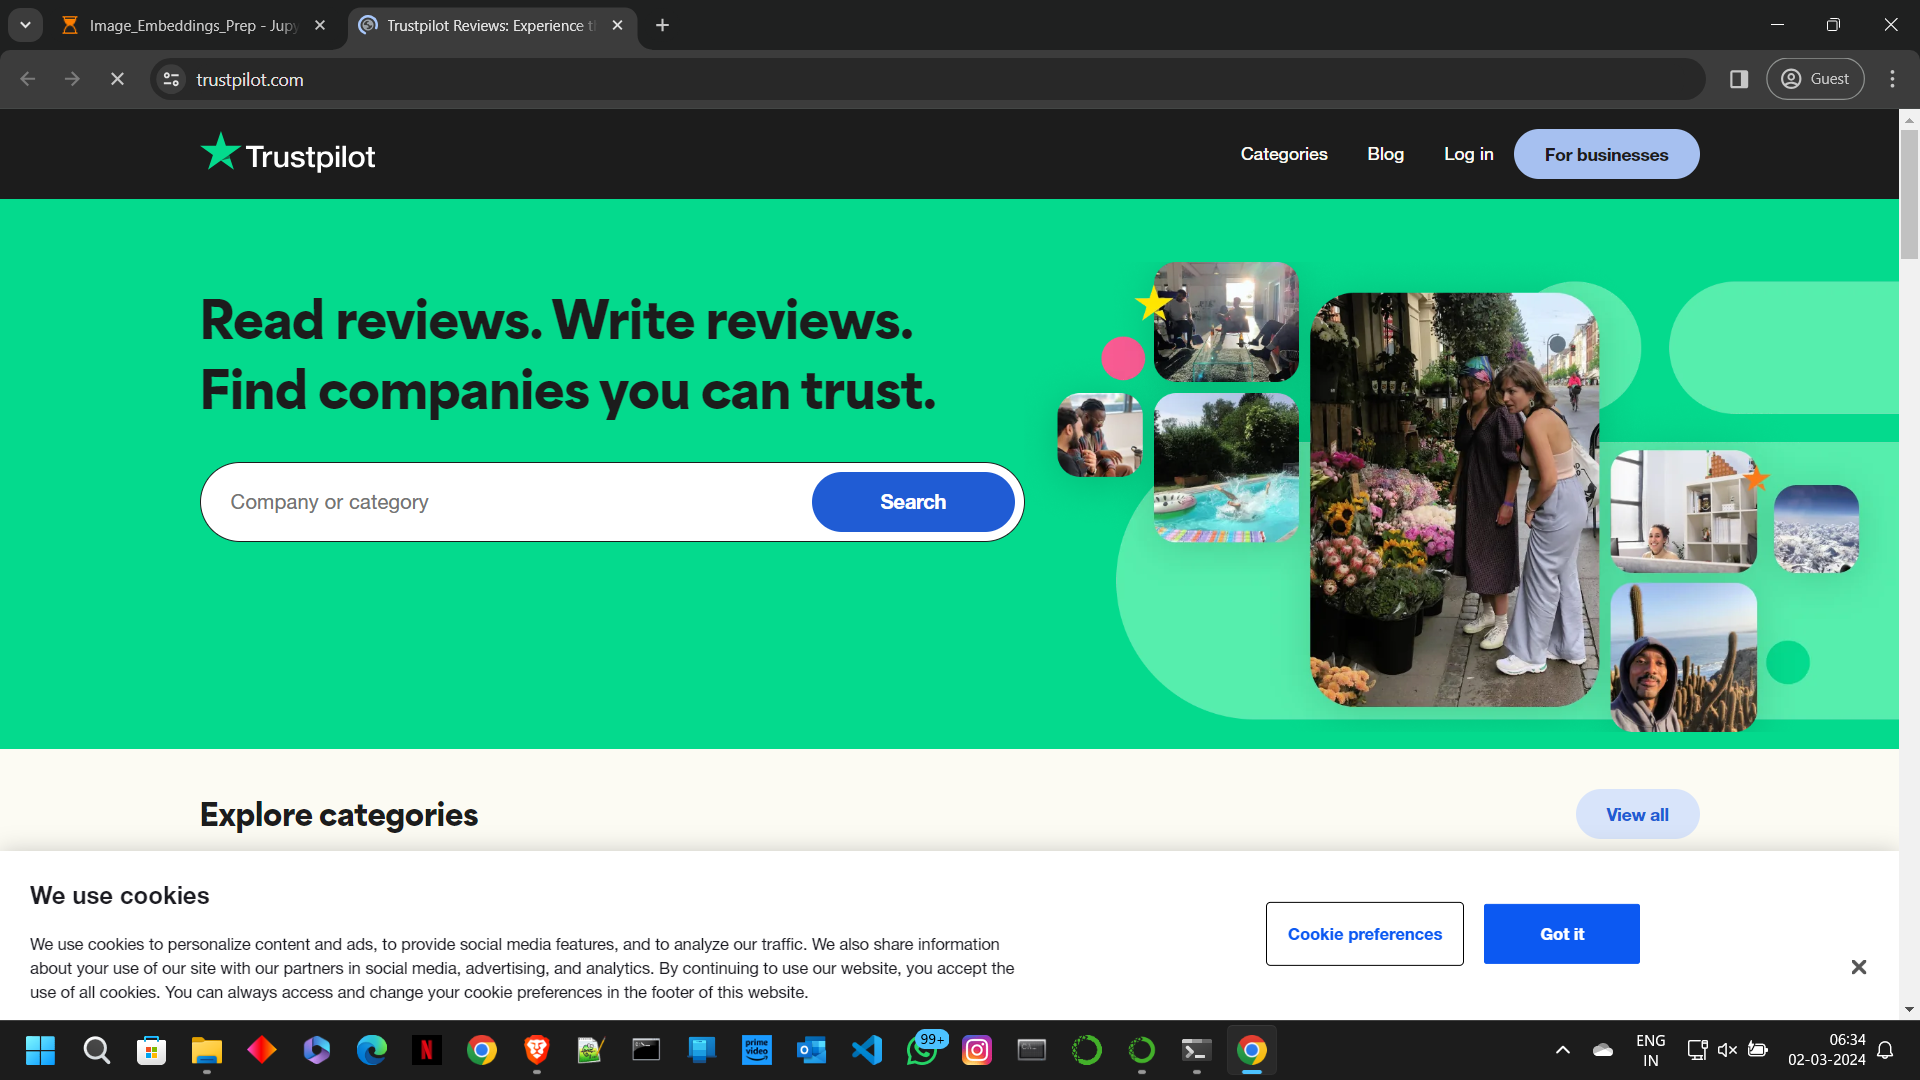 Image_Embeddings_Prep - Jupy
Trustpilot Reviews: Experience th
trustpilot.com
Guest
Trustpilot
Categories
Blog
Log in
For businesses
Read reviews. Write reviews.
Find companies you can trust.
Company or category
Search
Explore categories
View all
We use cookies
We use cookies to personalize content and ads, to provide social media features, and to analyze our traffic. We also share information
about your use of our site with our partners in social media, advertising, and analytics. By continuing to use our website, you accept the
use of all cookies. You can always access and change your cookie preferences in the footer of this website.
Cookie preferences
Got it
N
prime video
99+
ENG
IN
06:34
02-03-2024